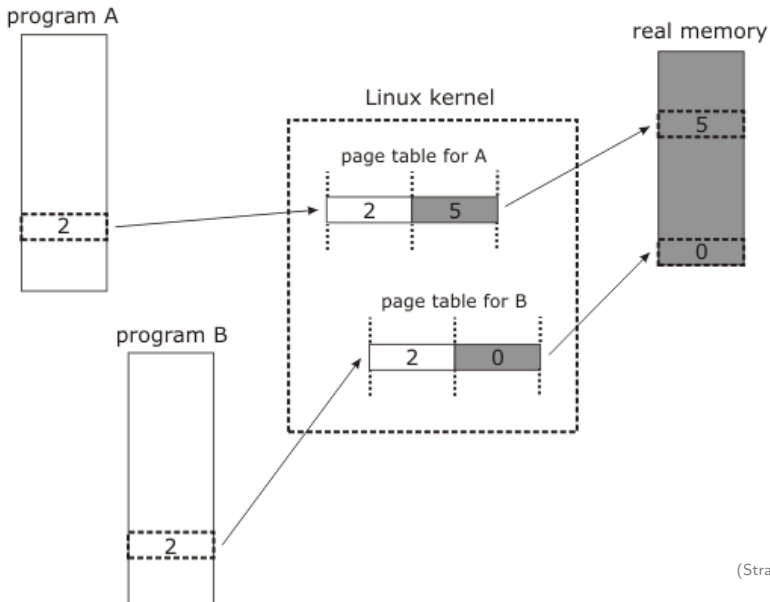 program A
real memory
Linux kernel
5
page table for A
2 5
2
0
page table for B
program B
2 0
2
(Stra